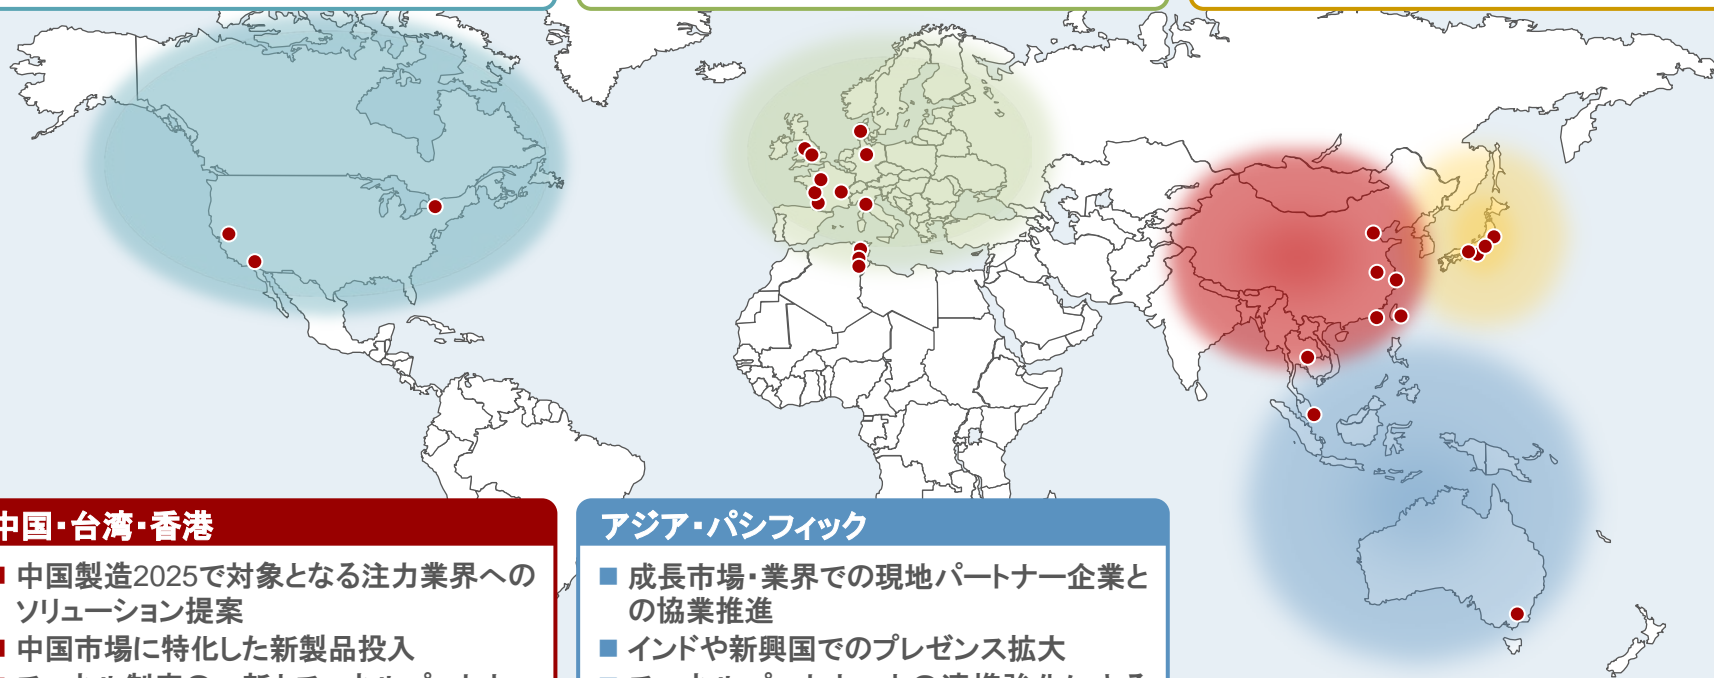 中国・台湾・香港
中国製造2025で対象となる注力業界への
ソリューション提案
中国市場に特化した新製品投入
アジア・パシフィック
成長市場・業界での現地パートナー企業と
の協業推進
インドや新興国でのプレゼンス拡大